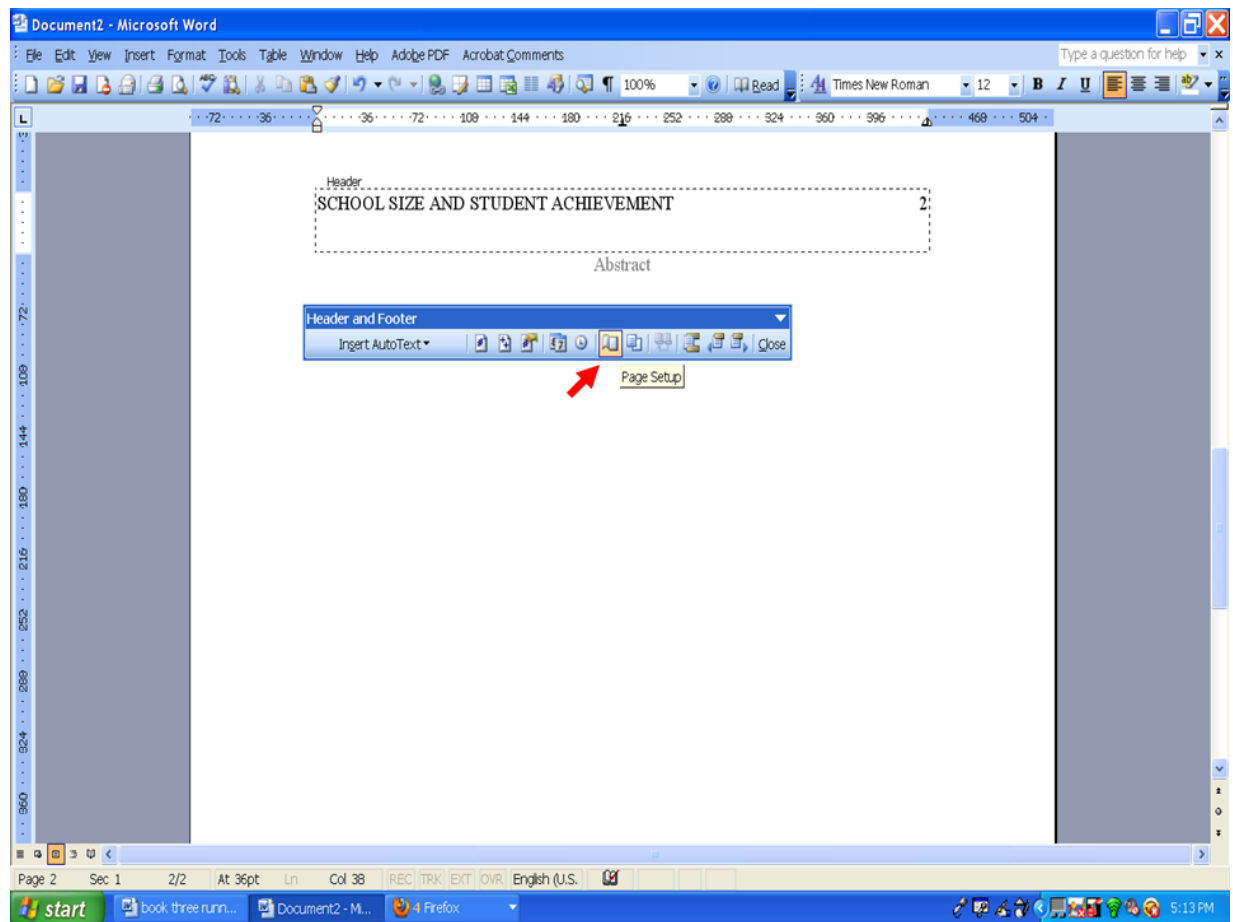 Document2 - Microsoft Word
File Edit View Insert Format Tools Table Window Help Adobe PDF Acrobat Comments Type a question for help
100% Read Times New Roman 12 B I U
L 72 36 36 72 108 144 180 216 252 288 324 360 396 468 504
Header
SCHOOL SIZE AND STUDENT ACHIEVEMENT 2
Abstract
Header and Footer
Insert AutoText Close
Page Setup
72
108
144
180
216
252
288
324
360
Page 2 Sec 1 2/2 At 36pt Ln Col 38 REC TRK EXT OVR English (U.S.
start book three runn... Document2 - Mi... 4 Firefox 5:13 PM